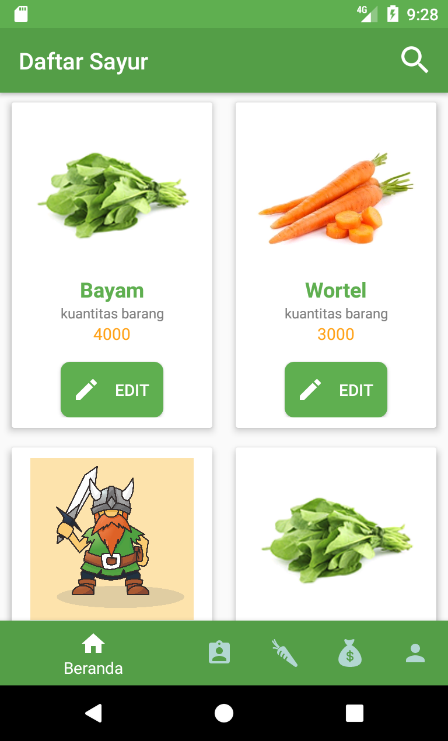 4G 9:28
Daftar Sayur
Bayam
kuantitas barang
4000
EDIT
Wortel
kuantitas barang
3000
EDIT
$
Beranda